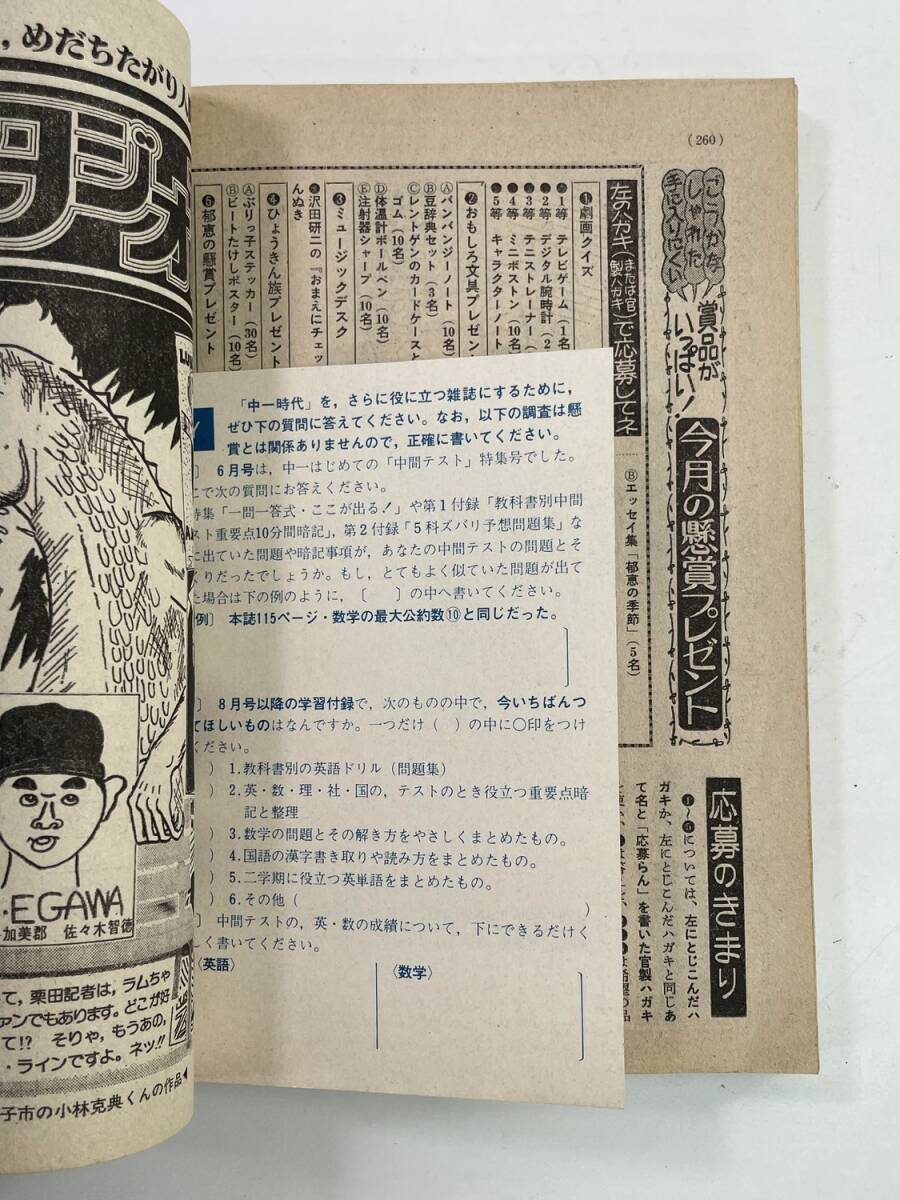 ，めだちたがり
タジオ
EGAWA
加美郡　佐々木智徳
て，栗田記者は，ラムちゃ
ァンでもあります。どこが好
て!?　そりゃ，もうあの，
・ラインですよ。ネッ!!
子市の小林克典くんの作品
(260)
ごうかな
しゃれた
手に入りにくい
賞品が
いっぱい！
今月の懸賞プレゼント
左のハガキ(または官製ハガキ)で応募してネ
❶劇画クイズ
1等　テレビゲーム（1名
2等　デジタル腕時計（2
3等　テニストレーナー（
4等　ミニボストン（10名
5等　キャラクターノート（
❷おもしろ文具プレゼン
Ⓐバンバンジーノート（10名）
Ⓑ豆辞典セット（3名）
Ⓒレントゲンのカードケースと
ゴム（10名）
Ⓓ体温計ボールペン（10名）
Ⓔ注射器シャープ（10名）
❸ミュージックデスク
沢田研二の『おまえにチェッ
んぬき
❹ひょうきん族プレゼント
Ⓐぶりっ子ステッカー（30名）
Ⓑビートたけしポスター（10名）
❺郁恵の懸賞プレゼント
Ⓑエッセイ集「郁恵の季節」（5名）
応募のきまり
❶〜❺については、左にとじこんだハ
ガキか、左にとじこんだハガキと同じあ
て名と「応募らん」を書いた官製ハガキ
「中一時代」を，さらに役に立つ雑誌にするために，
ぜひ下の質問に答えてください。なお，以下の調査は懸
賞とは関係ありませんので，正確に書いてください。
〕　6月号は，中一はじめての「中間テスト」特集号でした。
こで次の質問にお答えください。
特集「一問一答式・ここが出る！」や第1付録「教科書別中間
スト重要点10分間暗記」，第2付録「5科ズバリ予想問題集」な
に出ていた問題や暗記事項が，あなたの中間テストの問題とそ
くりだったでしょうか。もし，とてもよく似ていた問題が出て
た場合は下の例のように，〔　〕の中へ書いてください。
例〕　本誌115ページ・数学の最大公約数⑩と同じだった。
〕　8月号以降の学習付録で，次のものの中で，今いちばんつ
てほしいものはなんですか。一つだけ（　）の中に○印をつけ
ください。
）　1.教科書別の英語ドリル（問題集）
）　2.英・数・理・社・国の，テストのとき役立つ重要点暗
記と整理
）　3.数学の問題とその解き方をやさしくまとめたもの。
）　4.国語の漢字書き取りや読み方をまとめたもの。
）　5.二学期に役立つ英単語をまとめたもの。
）　6.その他（　　　　　　　　　　）
〕　中間テストの，英・数の成績について，下にできるだけく
しく書いてください。
〈英語〉　　　　　　〈数学〉